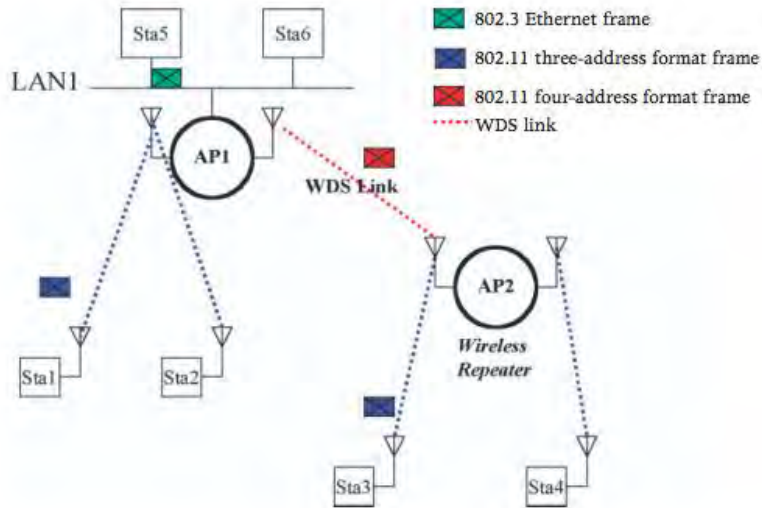 Sta5
Sta6
802.3 Ethernet frame
802.11 three-address format frame
802.11 four-address format frame
WDS link
LAN1
AP1
WDS Link
AP2
Wireless
Repeater
Sta1
Sta2
Sta3
Sta4